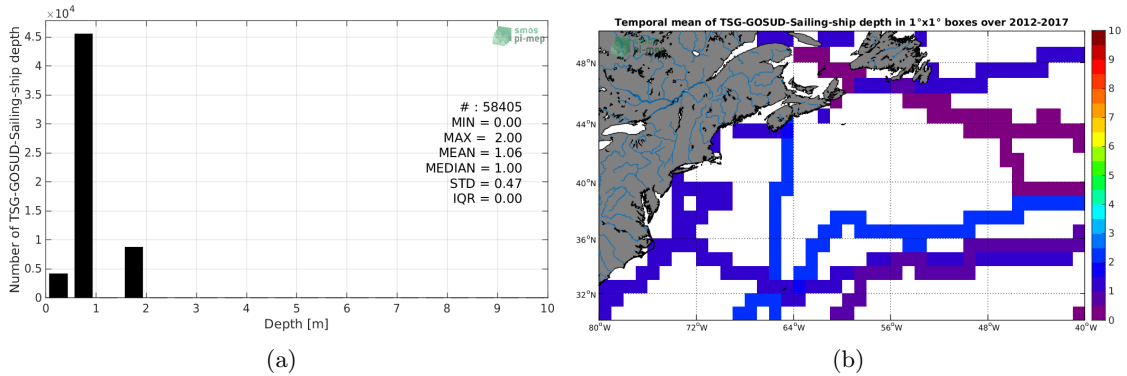 ×10^4
4.5
4
3.5
3
2.5
2
1.5
1
0.5
0
Number of TSG-GOSUD-Sailing-ship depth
0 1 2 3 4 5 6 7 8 9 10
Depth [m]
smos
pi-mep
# : 58405
MIN = 0.00
MAX = 2.00
MEAN = 1.06
MEDIAN = 1.00
STD = 0.47
IQR = 0.00
(a)
Temporal mean of TSG-GOSUD-Sailing-ship depth in 1°x1° boxes over 2012-2017
smos
pi-mep
48°N
44°N
40°N
36°N
32°N
80°W 72°W 64°W 56°W 48°W 40°W
10
9
8
7
6
5
4
3
2
1
0
(b)